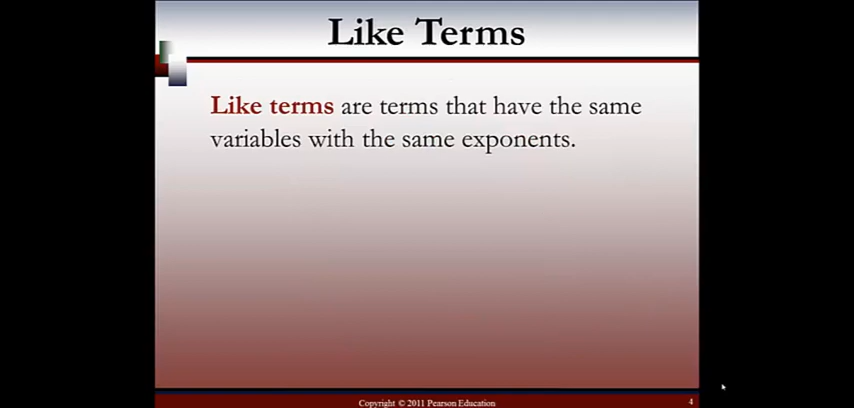 Like Terms
Like terms are terms that have the same
variables with the same exponents.
Copyright © 2011 Pearson Education
4